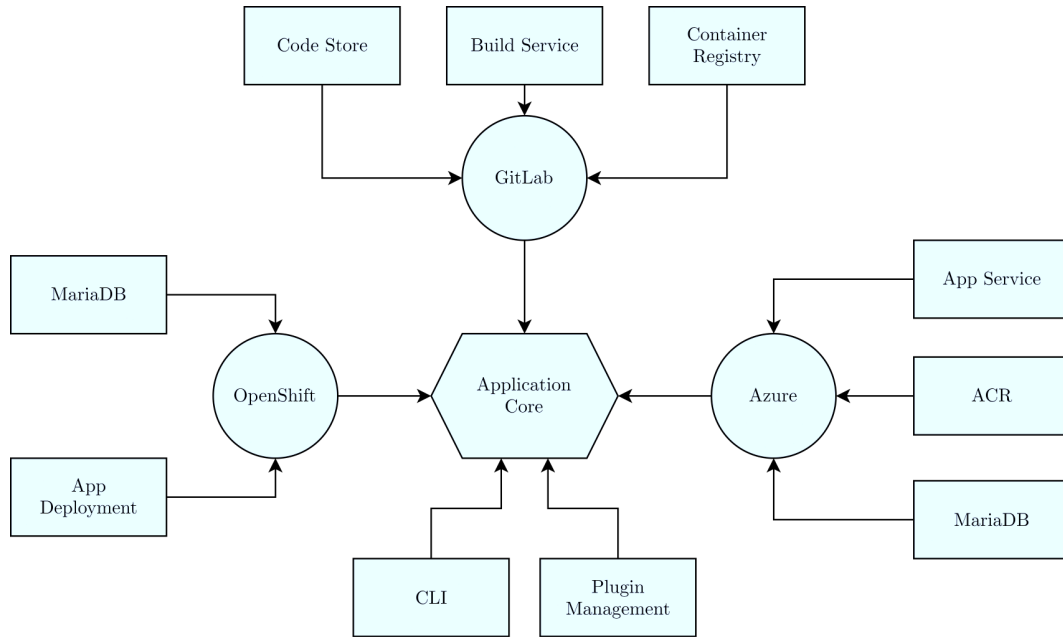 Code Store
Build Service
Container
Registry
GitLab
MariaDB
App Service
OpenShift
Application
Core
Azure
ACR
App
Deployment
MariaDB
CLI
Plugin
Management